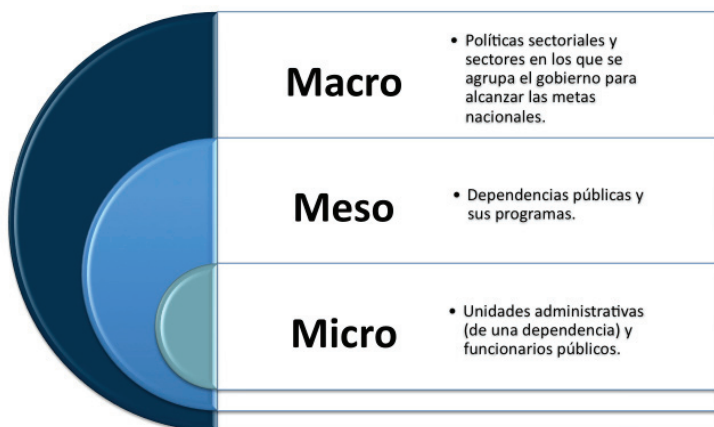 Macro
• Políticas sectoriales y
sectores en los que se
agrupa el gobierno para
alcanzar las metas
nacionales.
Meso
• Dependencias públicas y
sus programas.
Micro
• Unidades administrativas
(de una dependencia) y
funcionarios públicos.